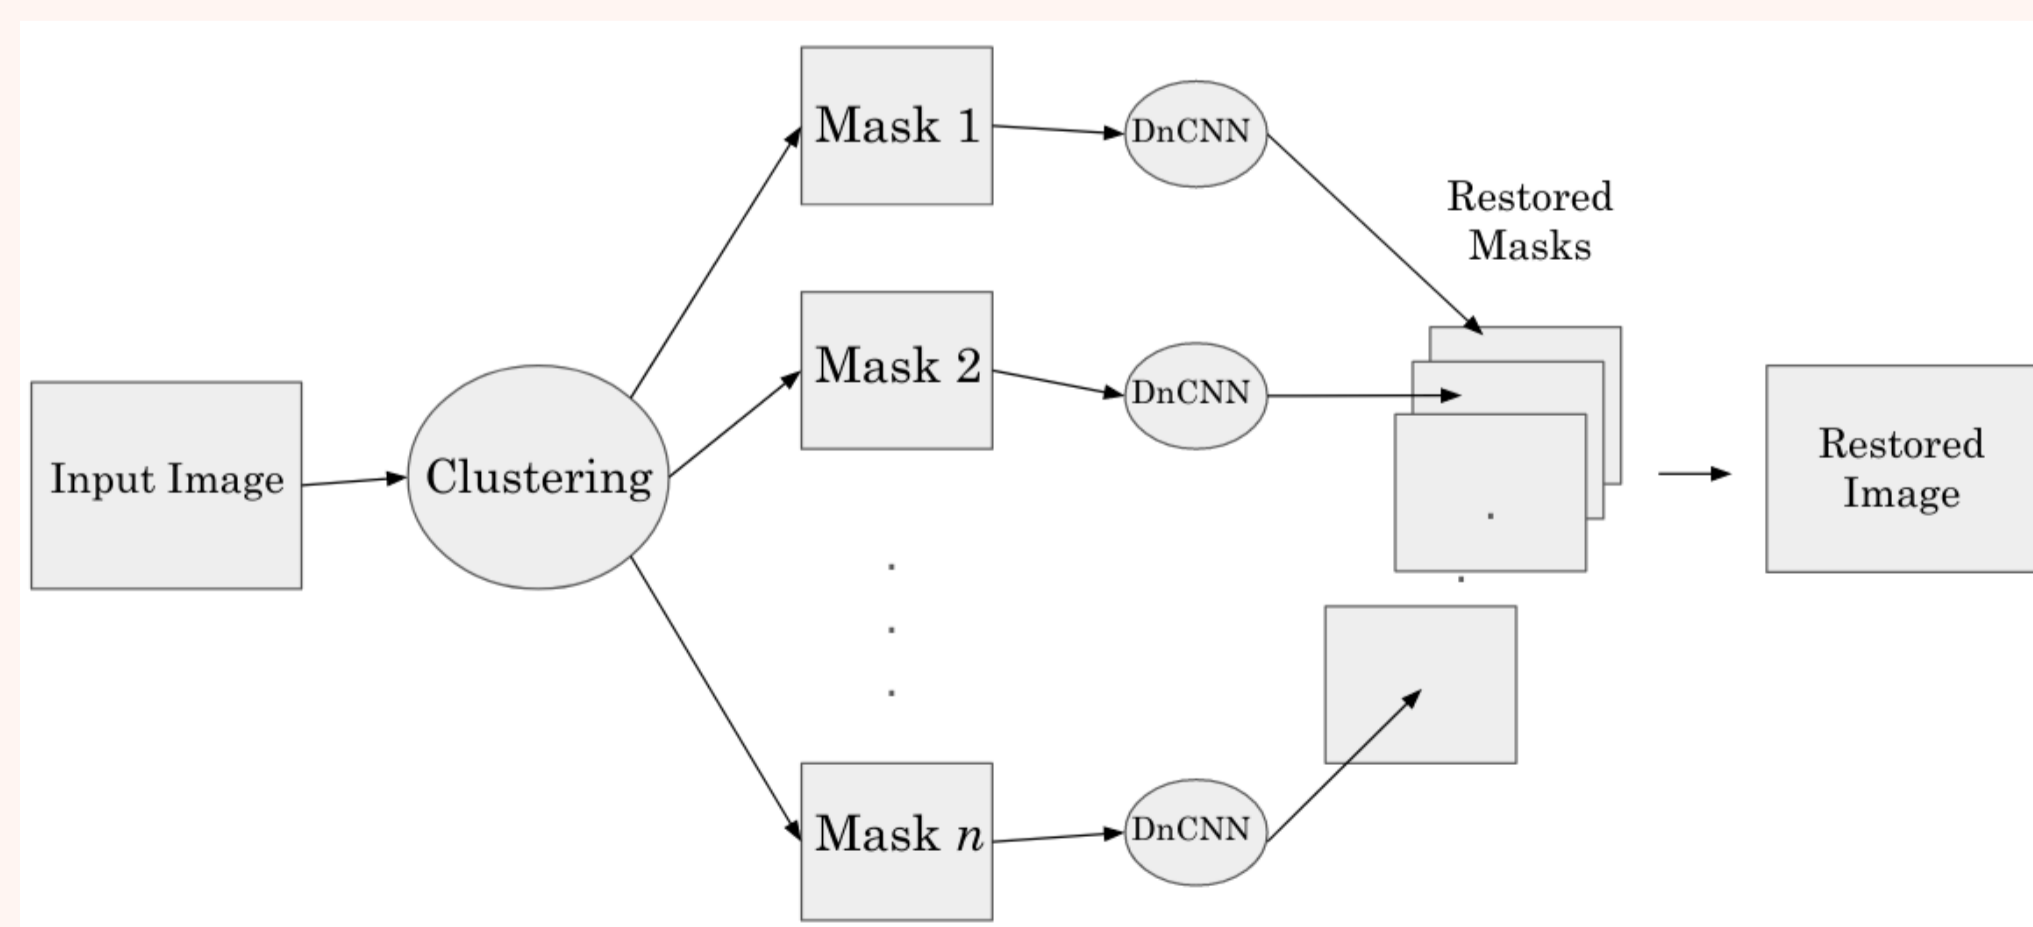 Input Image
Clustering
Mask 1
DnCNN
Mask 2
DnCNN
Mask n
DnCNN
Restored
Masks
Restored
Image